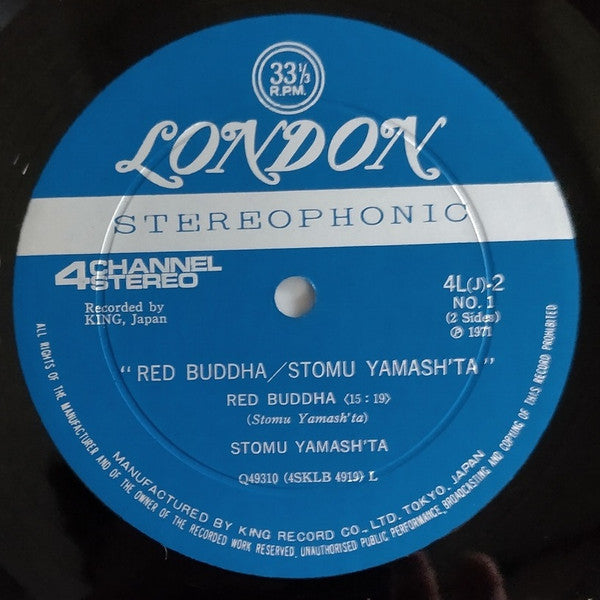 33⅓
R.P.M.
LONDON
STEREOPHONIC
4 CHANNEL
STEREO
Recorded by
KING, Japan
4L(J)-2
NO. 1
(2 Sides)
Ⓟ 1971
"RED BUDDHA/STOMU YAMASH'TA"
RED BUDDHA 〈15:19〉
(Stomu Yamash'ta)
STOMU YAMASH'TA
Q49310 (4SKLB 4919) L
MANUFACTURED BY KING RECORD CO., LTD. TOKYO. JAPAN
ALL RIGHTS OF THE MANUFACTURER AND OF THE OWNER OF THE RECORDED WORK RESERVED. UNAUTHORISED PUBLIC PERFORMANCE, BROADCASTING AND COPYING OF THIS RECORD PROHIBITED